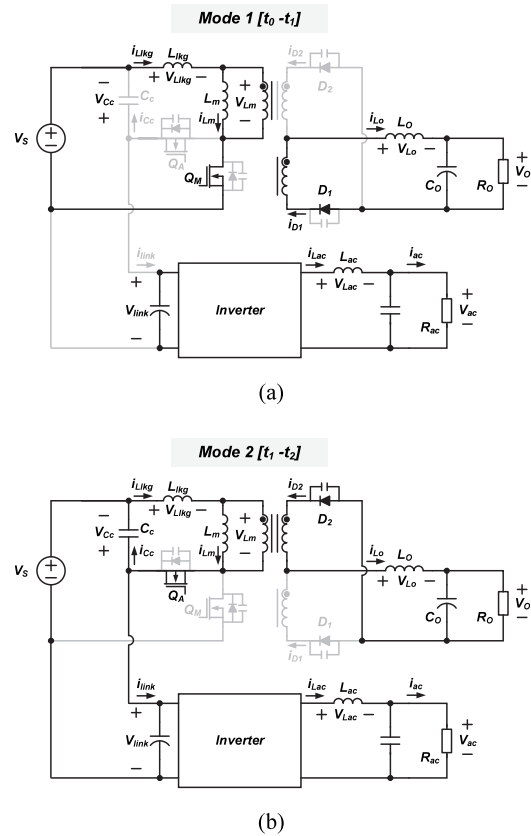 Mode 1 [t0 -t1]
iLlkg Llkg
+ VLlkg −
iD2
D2
− VCc +
Cc
iCc
Lm
iLm
+ VLm −
iLo LO
+ VLo −
VS
QA
QM
D1
iD1
CO
RO
+ VO −
ilink
iLac Lac iac
+ VLac −
+ Vlink −
Inverter
Rac
+ Vac −
(a)
Mode 2 [t1 -t2]
iLlkg Llkg
+ VLlkg −
iD2
D2
− VCc +
Cc
iCc
Lm
iLm
+ VLm −
iLo LO
+ VLo −
VS
QA
QM
D1
iD1
CO
RO
+ VO −
ilink
iLac Lac iac
+ VLac −
+ Vlink −
Inverter
Rac
+ Vac −
(b)